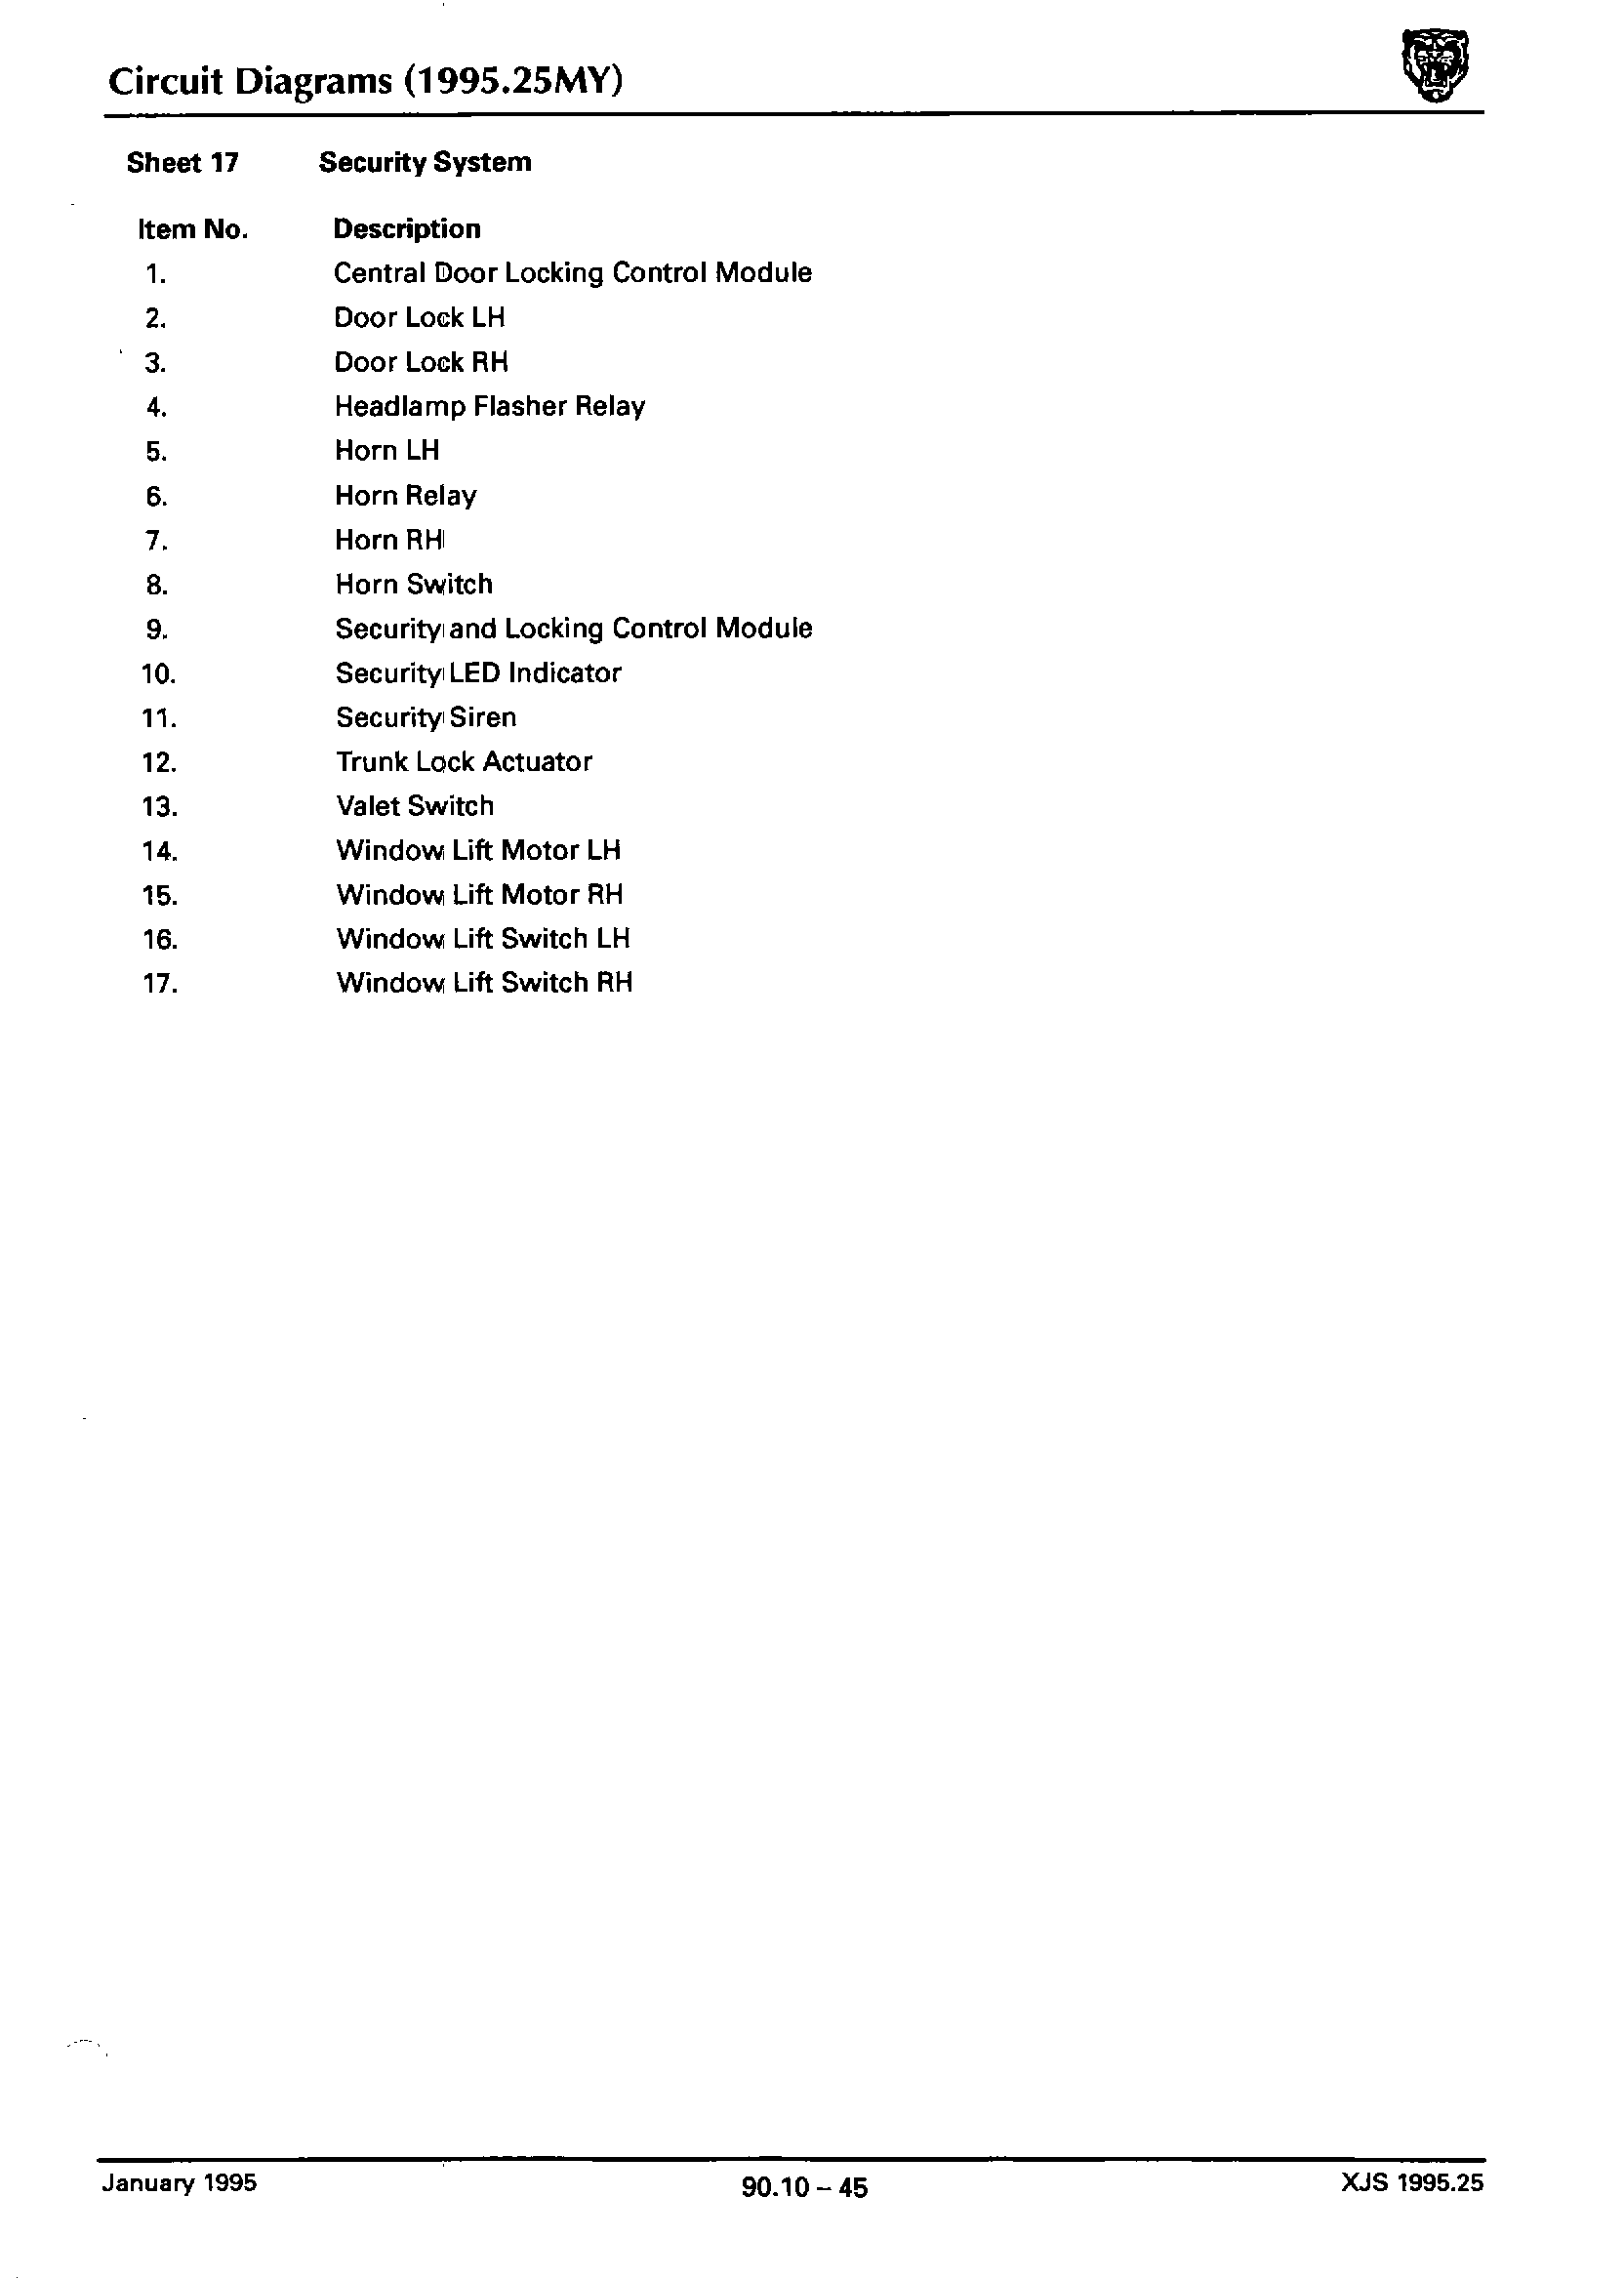 Circuit Diagrams (1995.25MY)
Sheet 17 Security System
Item No. Description
1. Central Door Locking Control Module
2. Door Lock LH
3. Door Lock RH
4. Headlamp Flasher Relay
5. Horn LH
6. Horn Relay
7. Horn RH
8. Horn Switch
9. Security and Locking Control Module
10. Security LED Indicator
11. Security Siren
12. Trunk Lock Actuator
13. Valet Switch
14. Window Lift Motor LH
15. Window Lift Motor RH
16. Window Lift Switch LH
17. Window Lift Switch RH
January 1995 90.10 – 45 XJS 1995.25